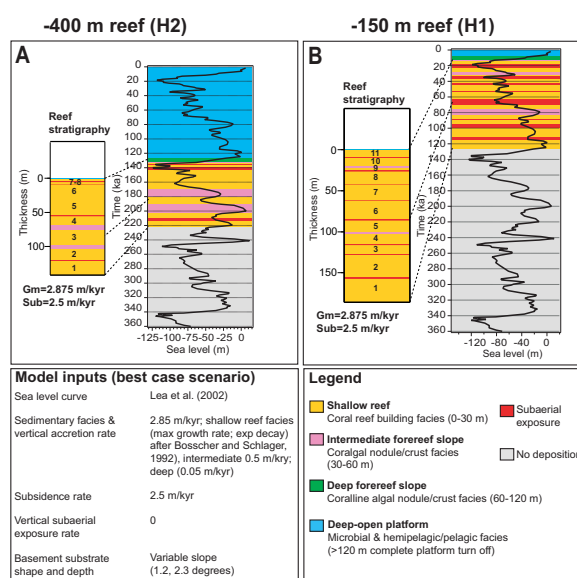 -400 m reef (H2)
-150 m reef (H1)
A
Reef
stratigraphy
Thickness (m)
0
50
100
7-8
6
5
4
3
2
1
Gm=2.875 m/kyr
Sub=2.5 m/kyr
Time (ka)
0
20
40
60
80
100
120
140
160
180
200
220
240
260
280
300
320
340
360
-125-100-75-50-25 0
Sea level (m)
B
Reef
stratigraphy
Thickness (m)
0
50
100
150
11
10
9
8
7
6
5
4
3
2
1
Gm=2.875 m/kyr
Sub=2.5 m/kyr
Time (ka)
0
20
40
60
80
100
120
140
160
180
200
220
240
260
280
300
320
340
360
-120 -80 -40 0
Sea level (m)
Model inputs (best case scenario)
Sea level curve Lea et al. (2002)
Sedimentary facies & 2.85 m/kyr; shallow reef facies
vertical accretion rate (max growth rate; exp decay)
after Bosscher and Schlager,
1992), intermediate 0.5 m/kry;
deep (0.05 m/kyr)
Subsidence rate 2.5 m/kyr
Vertical subaerial 0
exposure rate
Basement substrate Variable slope
shape and depth (1.2, 2.3 degrees)
Legend
Shallow reef
Coral reef building facies (0-30 m)
Intermediate forereef slope
Coralgal nodule/crust facies
(30-60 m)
Deep forereef slope
Coralline algal nodule/crust facies (60-120 m)
Deep-open platform
Microbial & hemipelagic/pelagic facies
(>120 m complete platform turn off)
Subaerial
exposure
No deposition